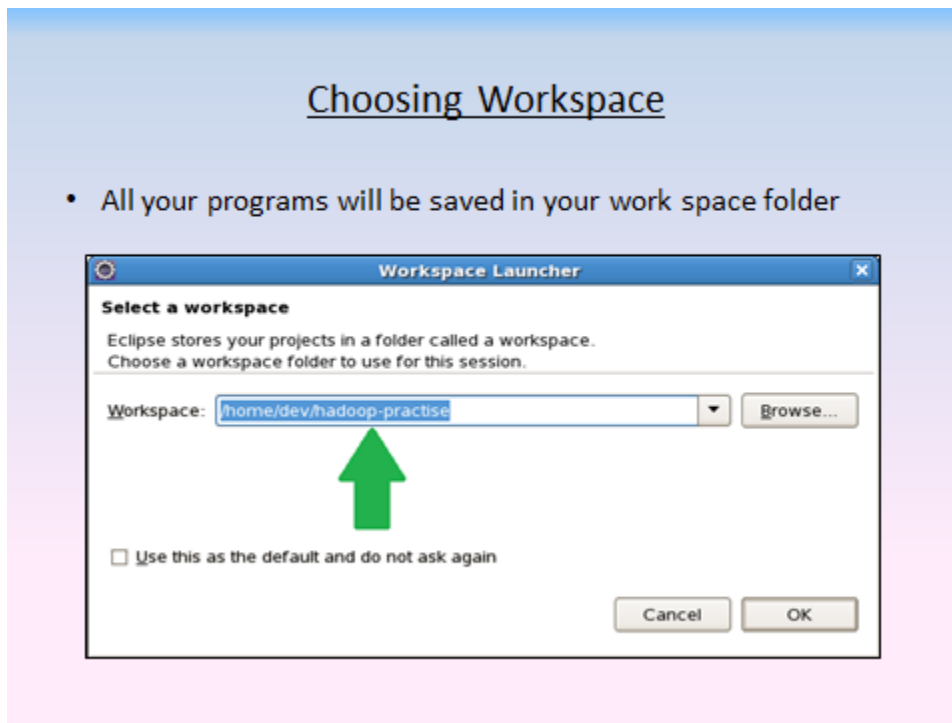 Choosing Workspace
• All your programs will be saved in your work space folder
Workspace Launcher
Select a workspace
Eclipse stores your projects in a folder called a workspace.
Choose a workspace folder to use for this session.
Workspace: /home/dev/hadoop-practise Browse...
Use this as the default and do not ask again
Cancel OK